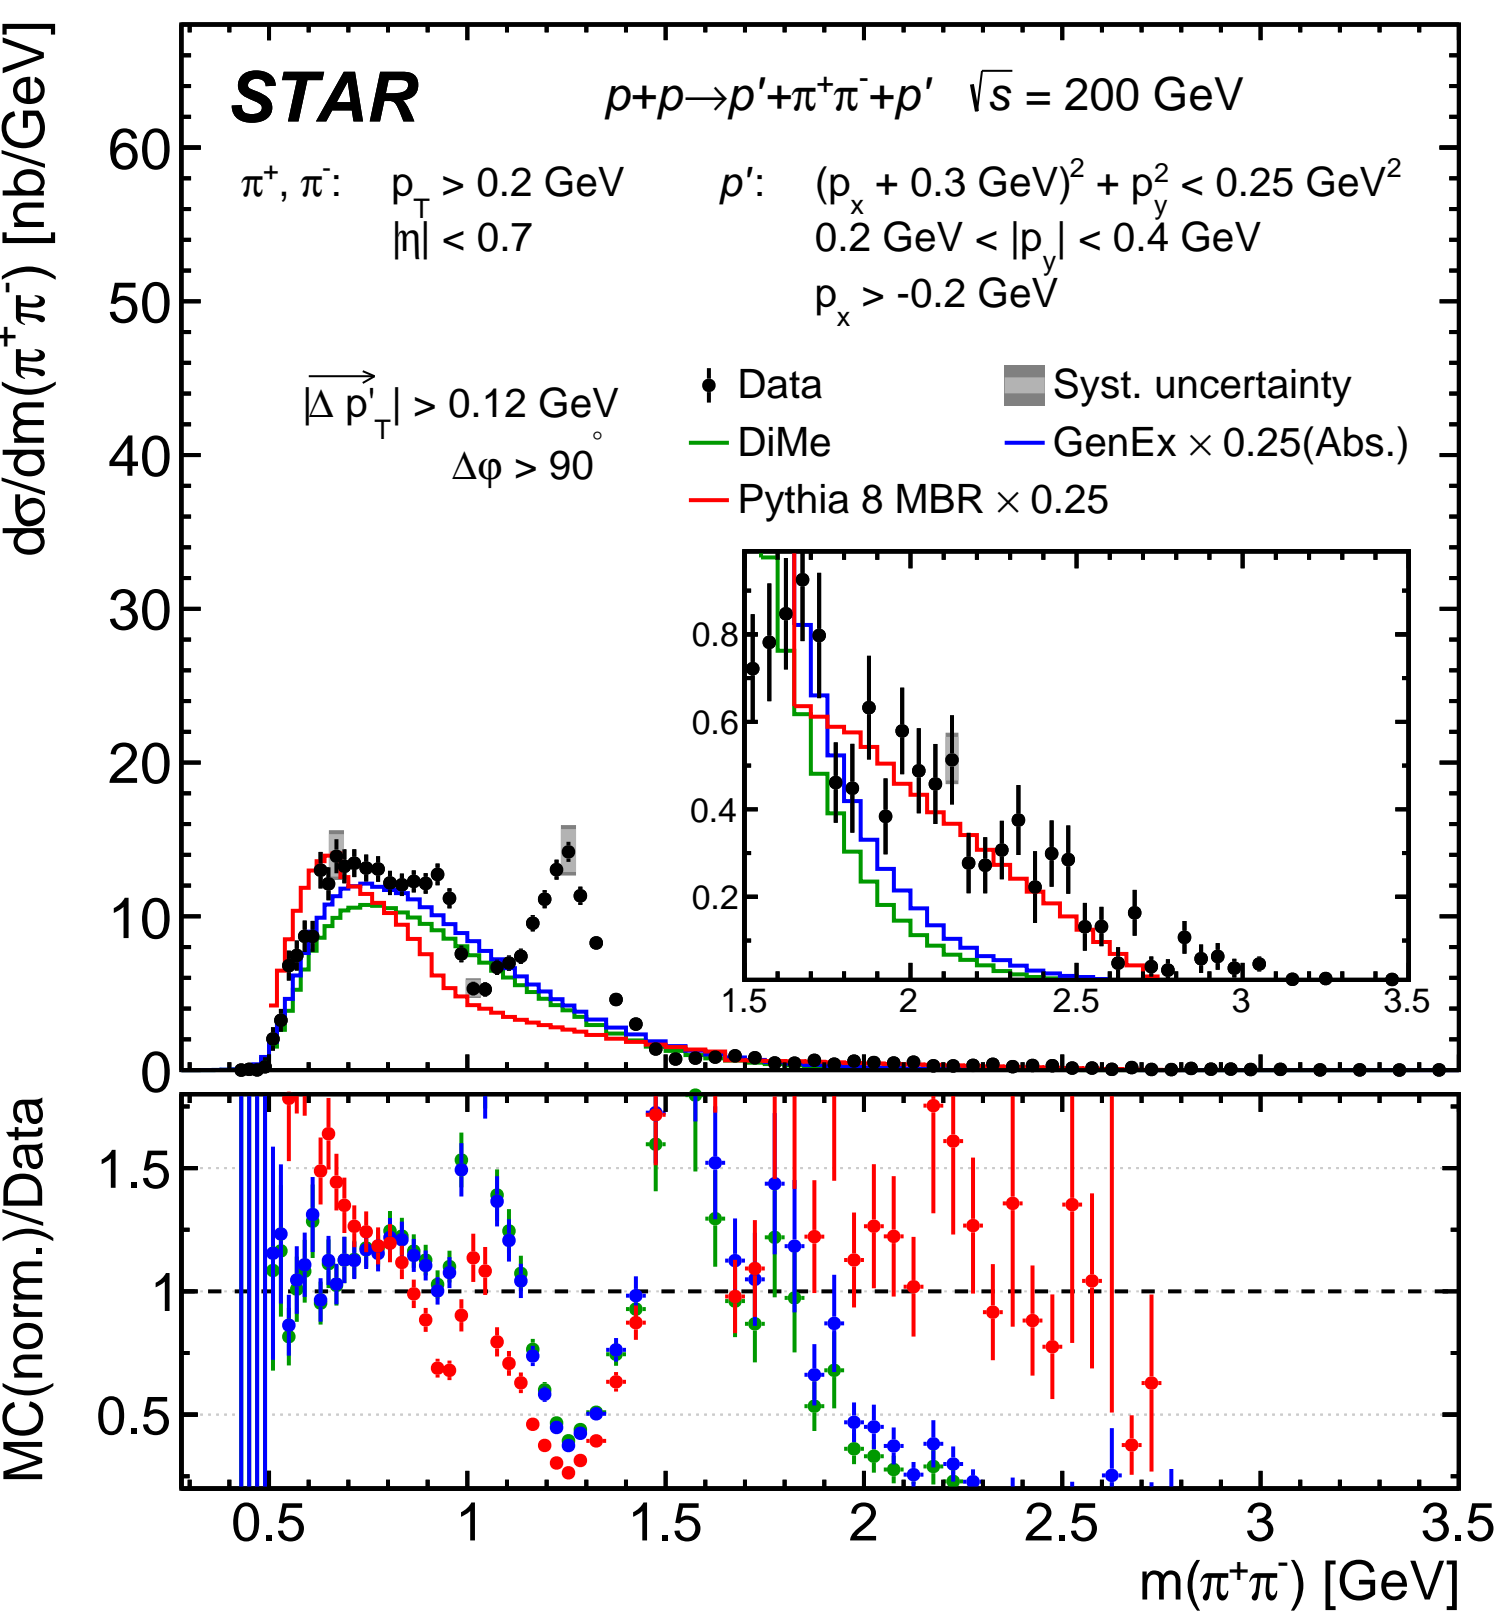 STAR p+p→p′+π⁺π⁻+p′ √s = 200 GeV
π⁺, π⁻: p_T > 0.2 GeV p′: (p_x + 0.3 GeV)² + p_y² < 0.25 GeV²
|η| < 0.7 0.2 GeV < |p_y| < 0.4 GeV
p_x > -0.2 GeV
|Δ p'_T| > 0.12 GeV
Δφ > 90°
Data Syst. uncertainty
DiMe GenEx × 0.25(Abs.)
Pythia 8 MBR × 0.25
dσ/dm(π⁺π⁻) [nb/GeV]
60
50
40
30
20
10
0
0.8
0.6
0.4
0.2
1.5 2 2.5 3 3.5
MC(norm.)/Data
1.5
1
0.5
0.5 1 1.5 2 2.5 3 3.5
m(π⁺π⁻) [GeV]